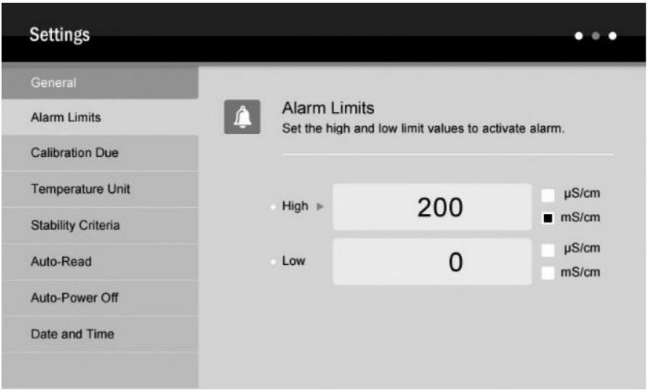 Settings
General
Alarm Limits
Calibration Due
Temperature Unit
Stability Criteria
Auto-Read
Auto-Power Off
Date and Time
Alarm Limits
Set the high and low limit values to activate alarm.
High 200 µS/cm
mS/cm
Low 0 µS/cm
mS/cm